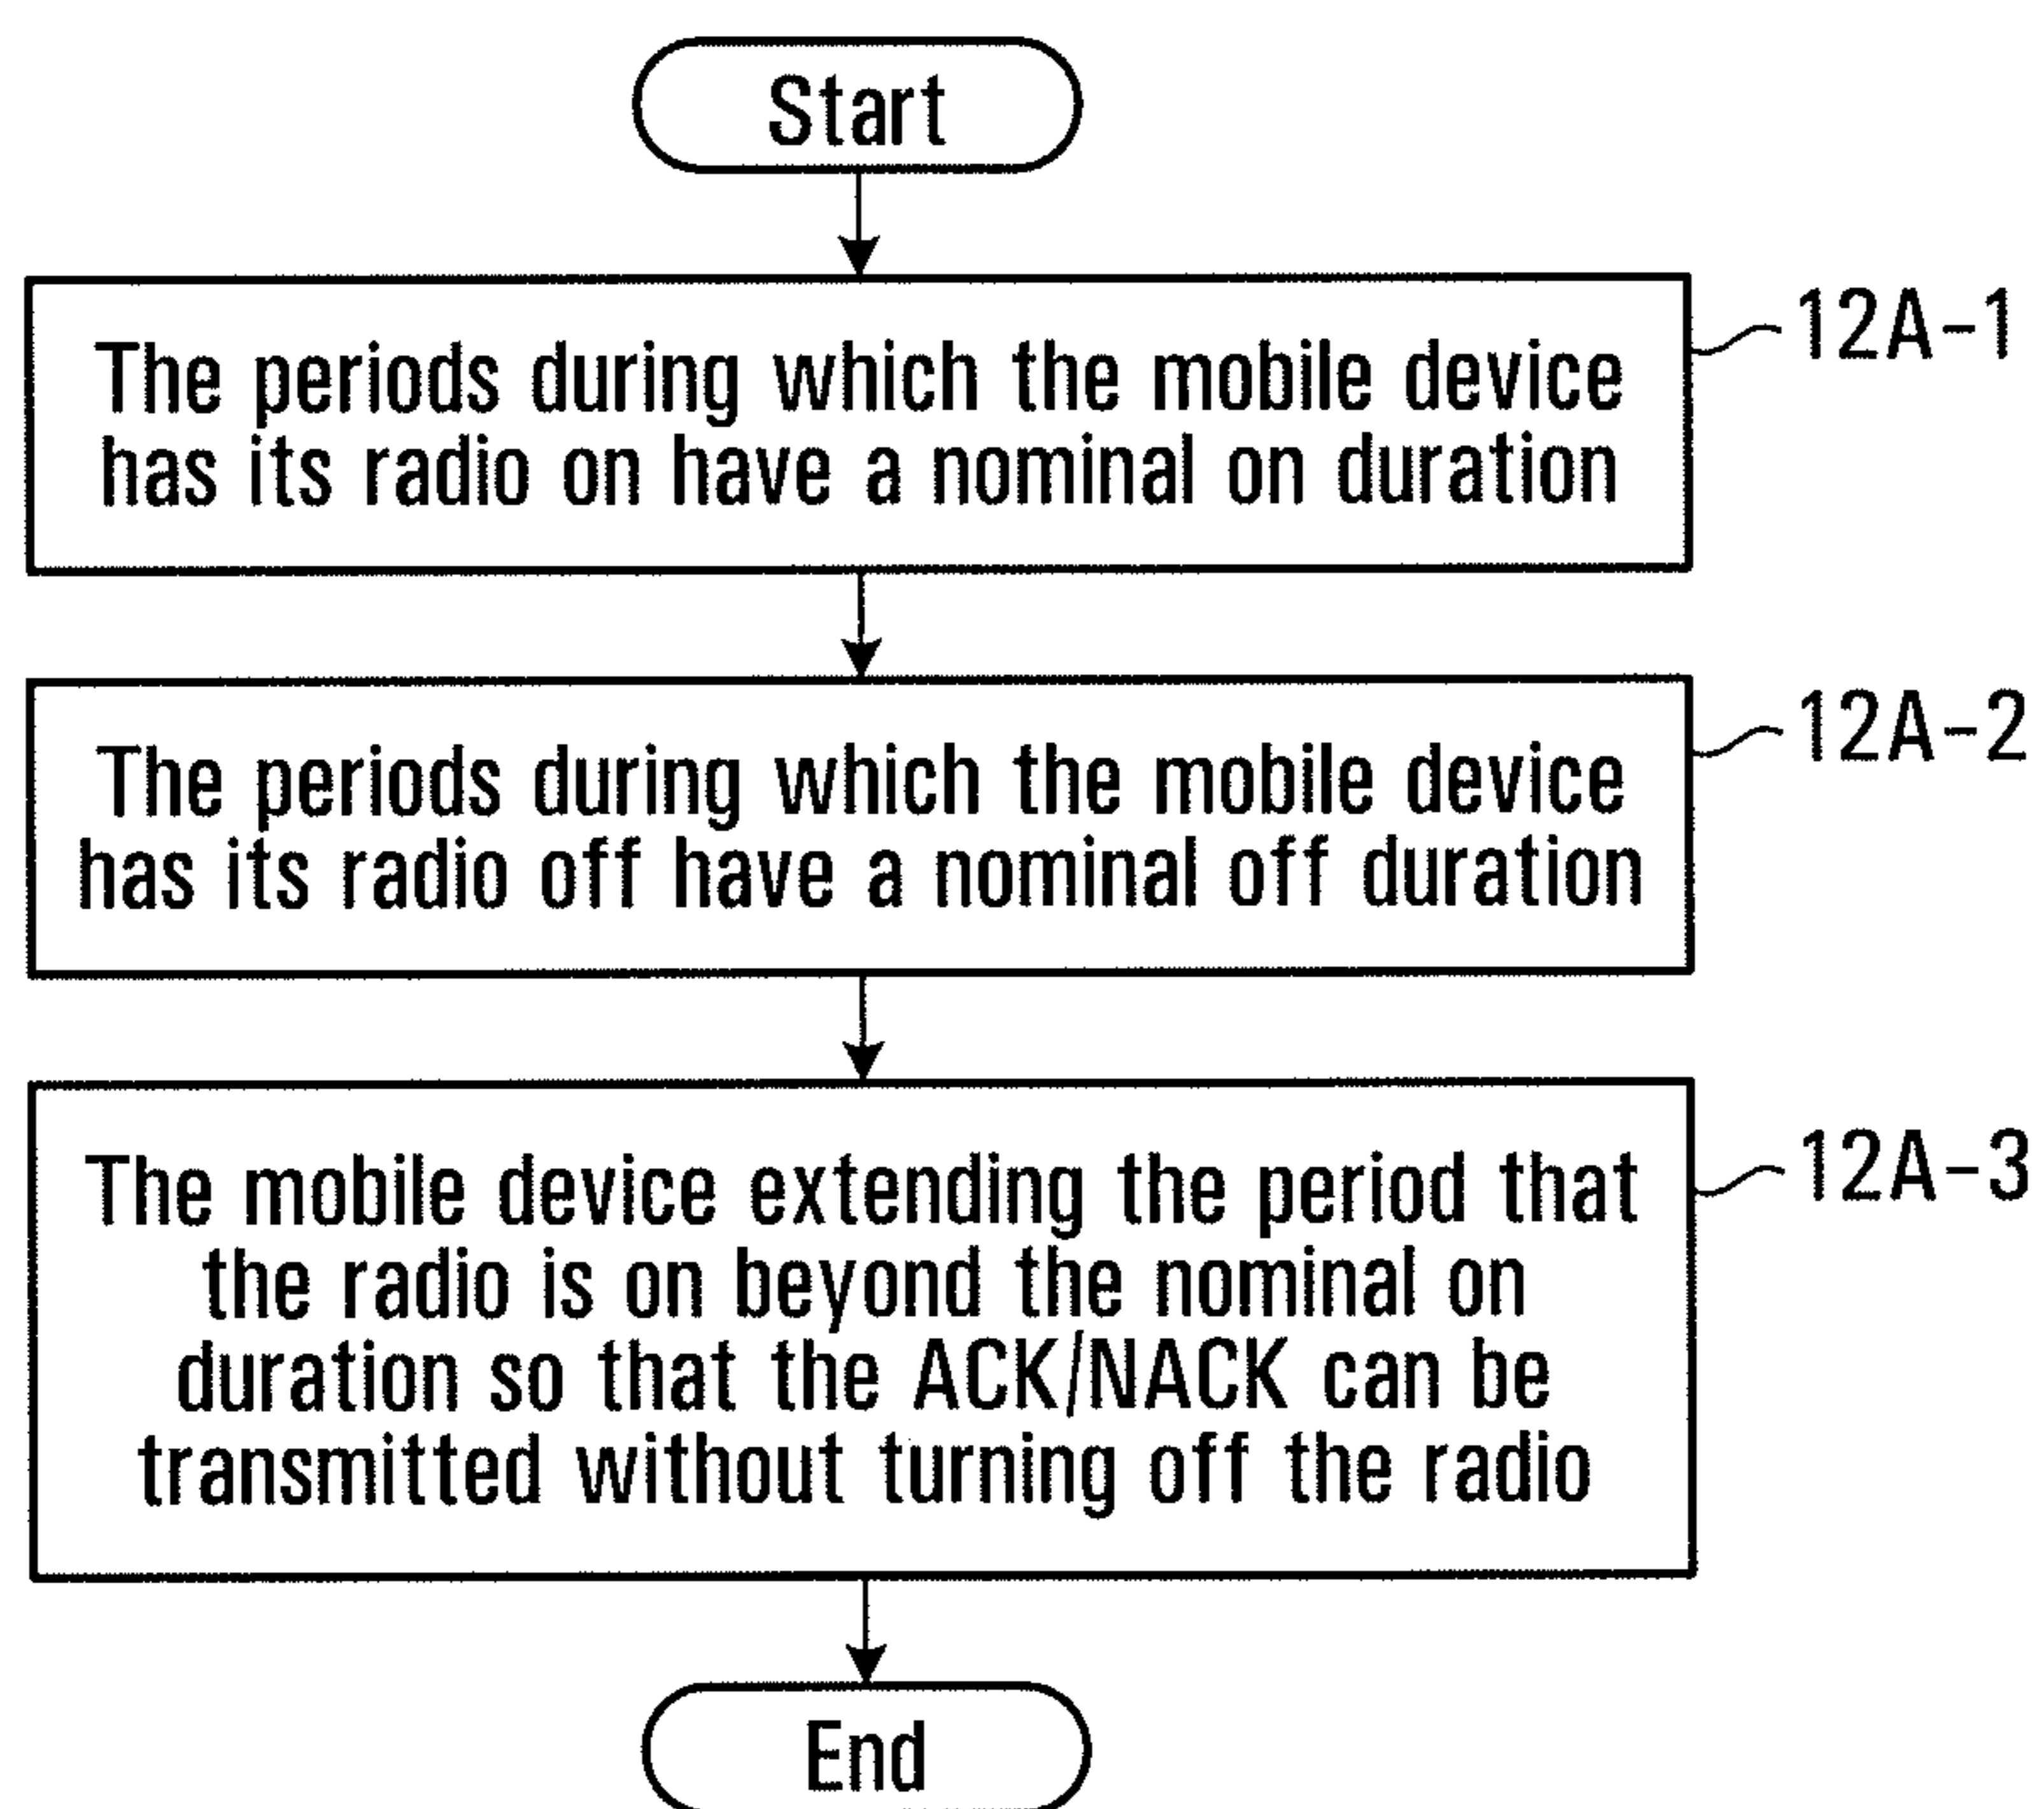 Start
The periods during which the mobile device
has its radio on have a nominal on duration
12A-1
The periods during which the mobile device
has its radio off have a nominal off duration
12A-2
The mobile device extending the period that
the radio is on beyond the nominal on
duration so that the ACK/NACK can be
transmitted without turning off the radio
12A-3
End